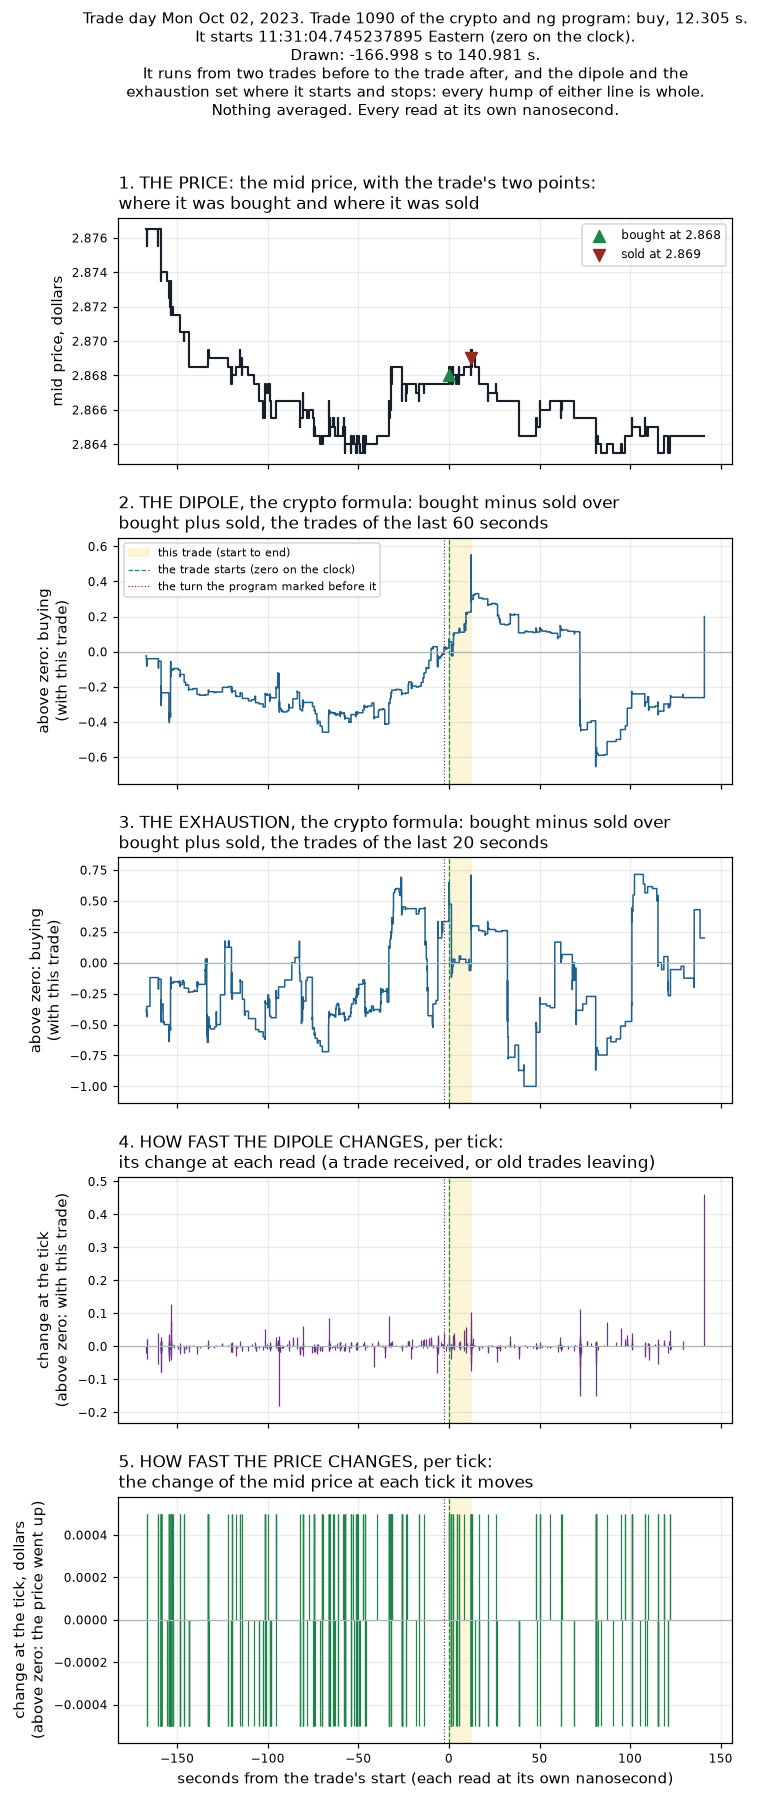 Trade day Mon Oct 02, 2023. Trade 1090 of the crypto and ng program: buy, 12.305 s.
It starts 11:31:04.745237895 Eastern (zero on the clock).
Drawn: -166.998 s to 140.981 s.
It runs from two trades before to the trade after, and the dipole and the
exhaustion set where it starts and stops: every hump of either line is whole.
Nothing averaged. Every read at its own nanosecond.
1. THE PRICE: the mid price, with the trade's two points:
where it was bought and where it was sold
mid price, dollars
2.876
2.874
2.872
2.870
2.868
2.866
2.864
bought at 2.868
sold at 2.869
2. THE DIPOLE, the crypto formula: bought minus sold over
bought plus sold, the trades of the last 60 seconds
above zero: buying
(with this trade)
0.6
0.4
0.2
0.0
−0.2
−0.4
−0.6
this trade (start to end)
the trade starts (zero on the clock)
the turn the program marked before it
3. THE EXHAUSTION, the crypto formula: bought minus sold over
bought plus sold, the trades of the last 20 seconds
above zero: buying
(with this trade)
0.75
0.50
0.25
0.00
−0.25
−0.50
−0.75
−1.00
4. HOW FAST THE DIPOLE CHANGES, per tick:
its change at each read (a trade received, or old trades leaving)
change at the tick
(above zero: with this trade)
0.5
0.4
0.3
0.2
0.1
0.0
−0.1
−0.2
5. HOW FAST THE PRICE CHANGES, per tick:
the change of the mid price at each tick it moves
change at the tick, dollars
(above zero: the price went up)
0.0004
0.0002
0.0000
−0.0002
−0.0004
−150
−100
−50
0
50
100
150
seconds from the trade's start (each read at its own nanosecond)